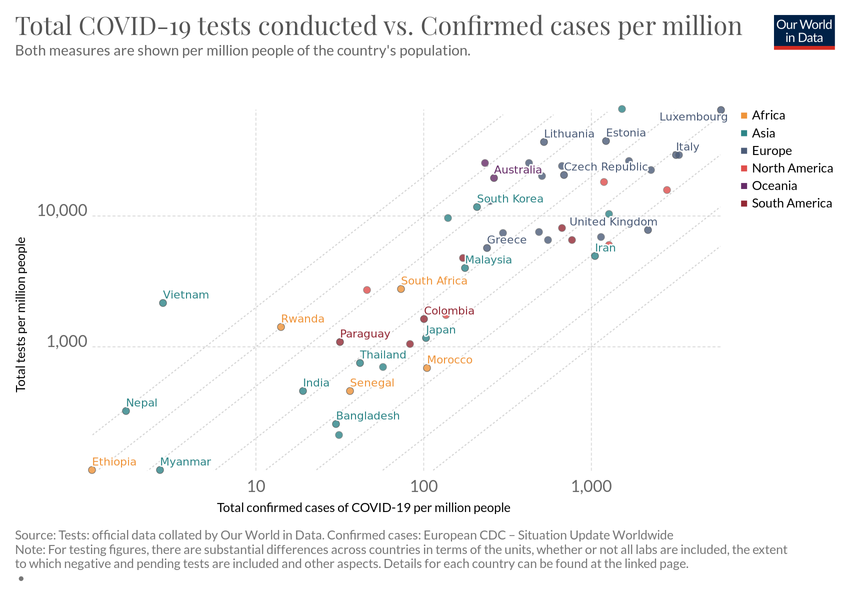 Total COVID-19 tests conducted vs. Confirmed cases per million
Both measures are shown per million people of the country's population.
Our World
in Data
Luxembourg
Africa
Lithuania
Estonia
Asia
Italy
Europe
Australia
Czech Republic
North America
Oceania
South Korea
South America
10,000
United Kingdom
Greece
Iran
Malaysia
South Africa
Vietnam
Colombia
Rwanda
Paraguay
Japan
1,000
Thailand
Morocco
India
Senegal
Nepal
Bangladesh
Ethiopia
Myanmar
Total tests per million people
10
100
1,000
Total confirmed cases of COVID-19 per million people
Source: Tests: official data collated by Our World in Data. Confirmed cases: European CDC – Situation Update Worldwide
Note: For testing figures, there are substantial differences across countries in terms of the units, whether or not all labs are included, the extent
to which negative and pending tests are included and other aspects. Details for each country can be found at the linked page.
•